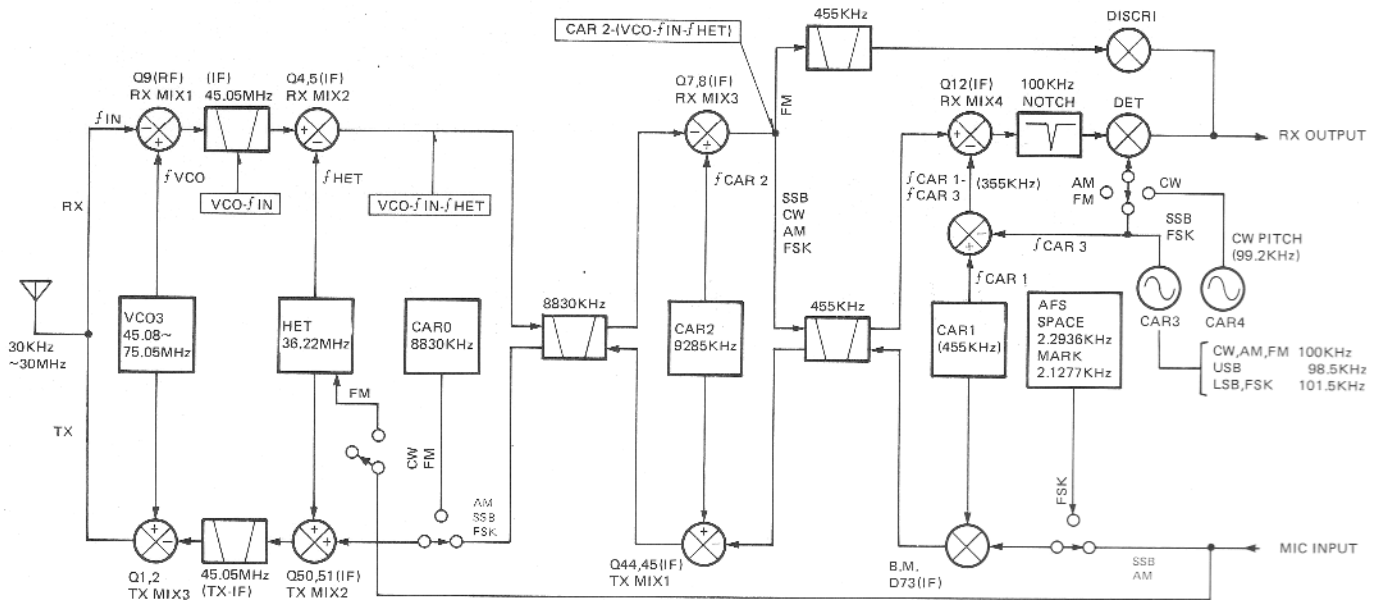 455KHz
DISCRI
CAR 2-(VCO-fIN-fHET)
Q9(RF)
RX MIX1
(IF)
45.05MHz
Q4,5(IF)
RX MIX2
Q7,8(IF)
RX MIX3
FM
Q12(IF)
RX MIX4
100KHz
NOTCH
DET
fIN
RX OUTPUT
fVCO
fHET
fCAR 2
fCAR 1-
fCAR 3
(355KHz)
AM
FM
CW
VCO-fIN
VCO-fIN-fHET
RX
SSB
CW
AM
FSK
SSB
FSK
fCAR 3
CW PITCH
(99.2KHz)
fCAR 1
30KHz
~30MHz
VCO3
45.08~
75.05MHz
HET
36.22MHz
CAR0
8830KHz
8830KHz
CAR2
9285KHz
455KHz
CAR1
(455KHz)
AFS
SPACE
2.2936KHz
MARK
2.1277KHz
CAR3
CAR4
CW,AM,FM 100KHz
USB 98.5KHz
LSB,FSK 101.5KHz
TX
FM
CW
FM
AM
SSB
FSK
FSK
Q1,2
TX MIX3
45.05MHz
(TX-IF)
Q50,51(IF)
TX MIX2
Q44,45(IF)
TX MIX1
B.M.
D73(IF)
SSB
AM
MIC INPUT